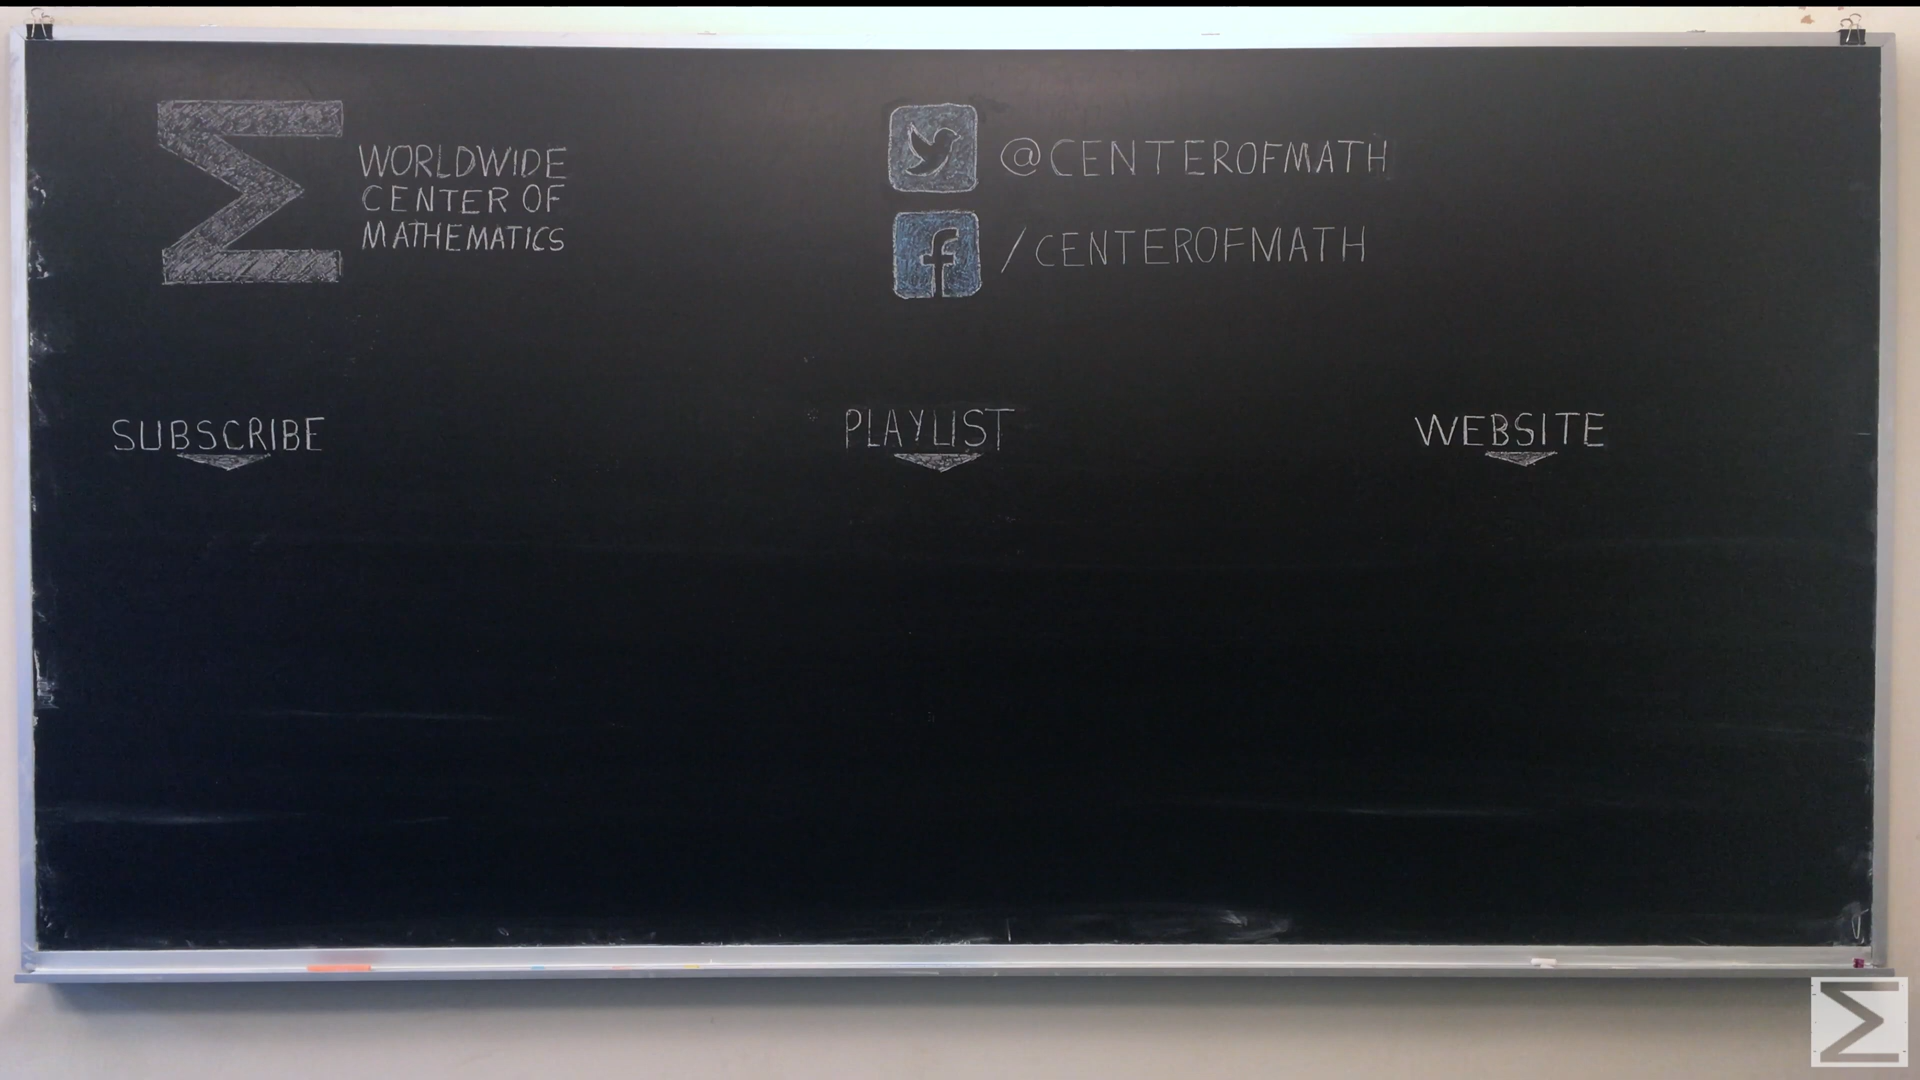 WORLDWIDE
CENTER OF
MATHEMATICS
@CENTEROFMATH
/CENTEROFMATH
SUBSCRIBE
PLAYLIST
WEBSITE